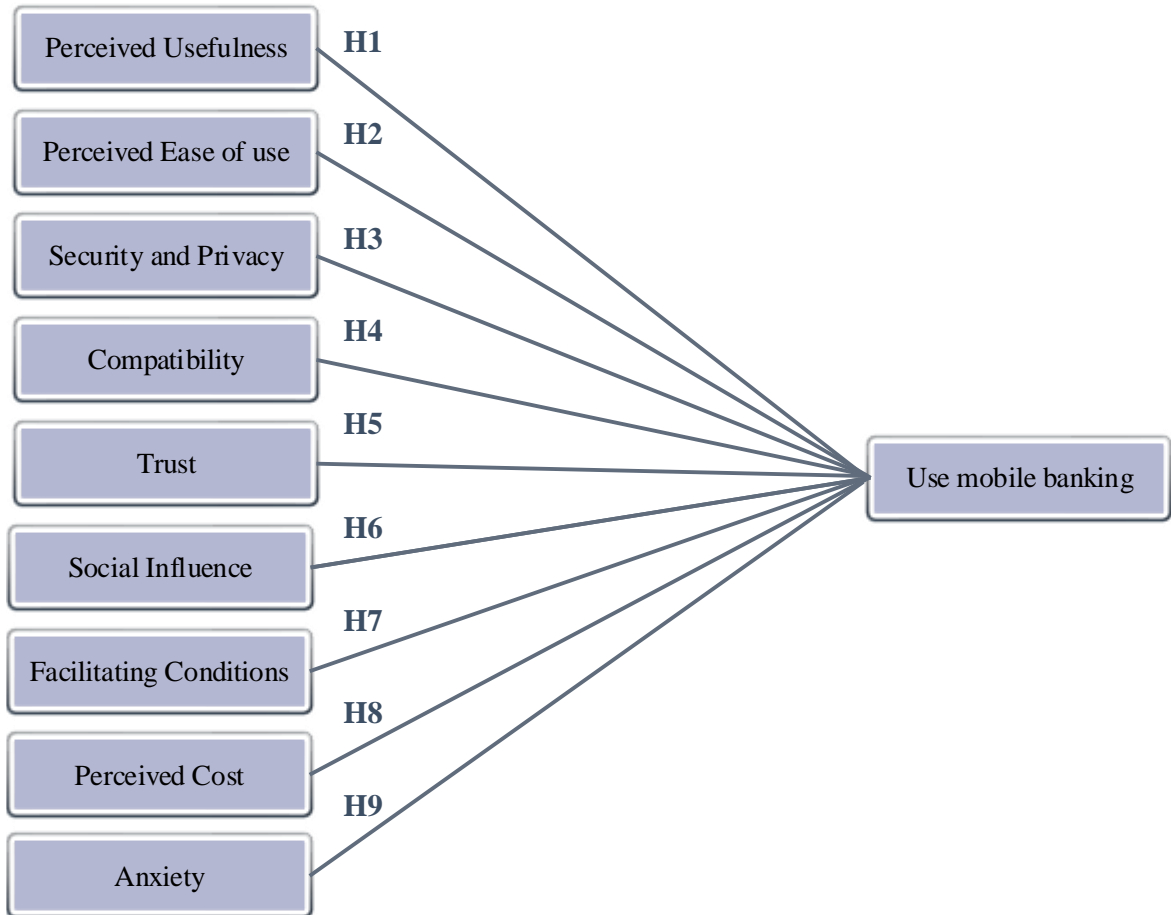 Perceived Usefulness
H1
Perceived Ease of use
H2
Security and Privacy
H3
Compatibility
H4
Trust
H5
Use mobile banking
Social Influence
H6
Facilitating Conditions
H7
Perceived Cost
H8
Anxiety
H9